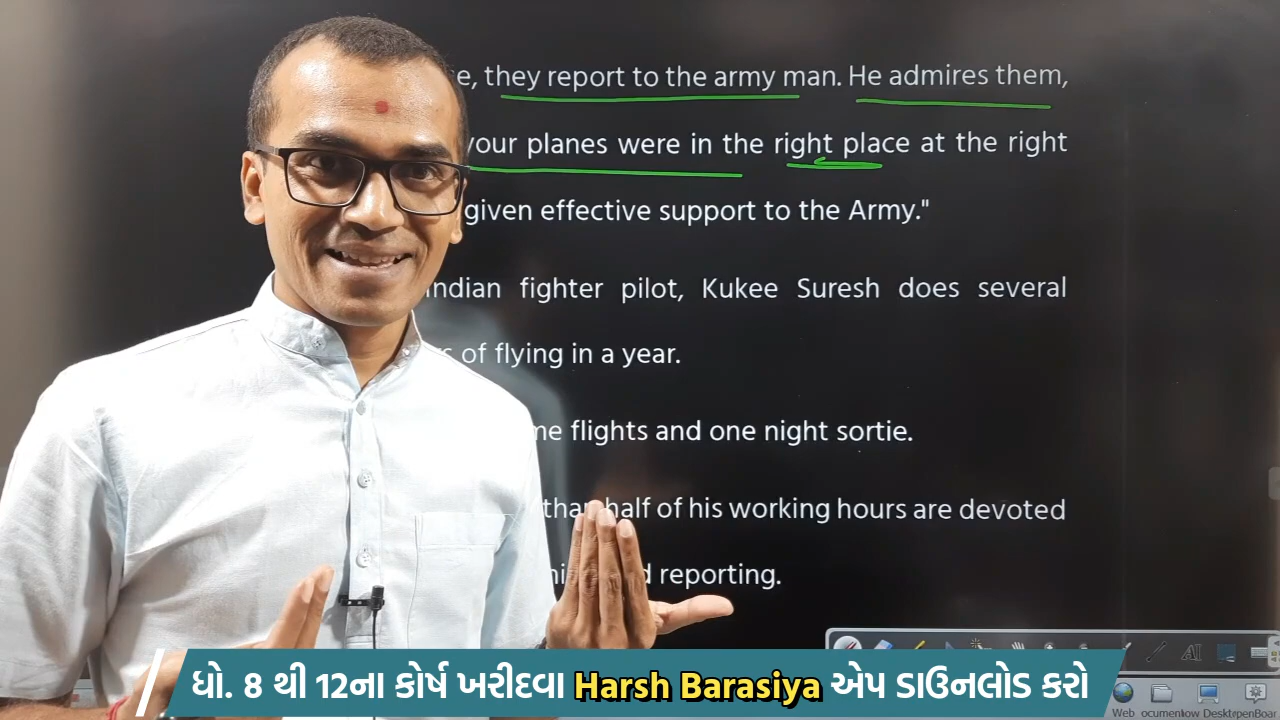 they report to the army man. He admires them,
your planes were in the right place at the right
given effective support to the Army."
Indian fighter pilot, Kukee Suresh does several
of flying in a year.
flights and one night sortie.
than half of his working hours are devoted
reporting.
AI
ધો. 8 થી 12ના કોર્ષ ખરીદવા Harsh Barasiya એપ ડાઉનલોડ કરો
Web